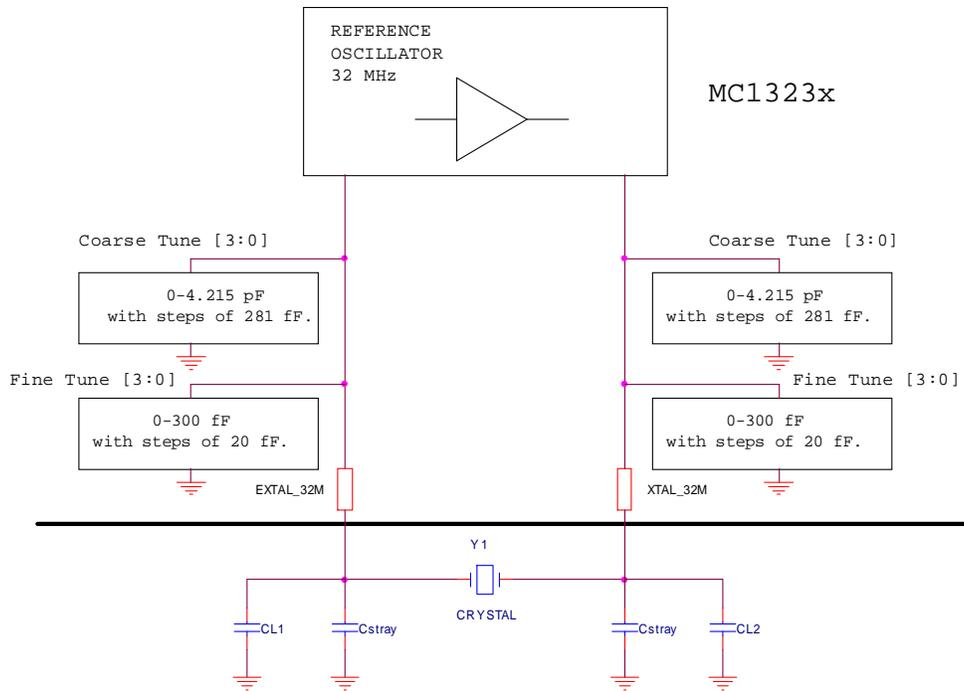 REFERENCE
OSCILLATOR
32 MHz
MC1323x
Coarse Tune [3:0]
Coarse Tune [3:0]
0-4.215 pF
with steps of 281 fF.
0-4.215 pF
with steps of 281 fF.
Fine Tune [3:0]
Fine Tune [3:0]
0-300 fF
with steps of 20 fF.
0-300 fF
with steps of 20 fF.
EXTAL_32M
XTAL_32M
Y1
CRYSTAL
CL1
Cstray
Cstray
CL2